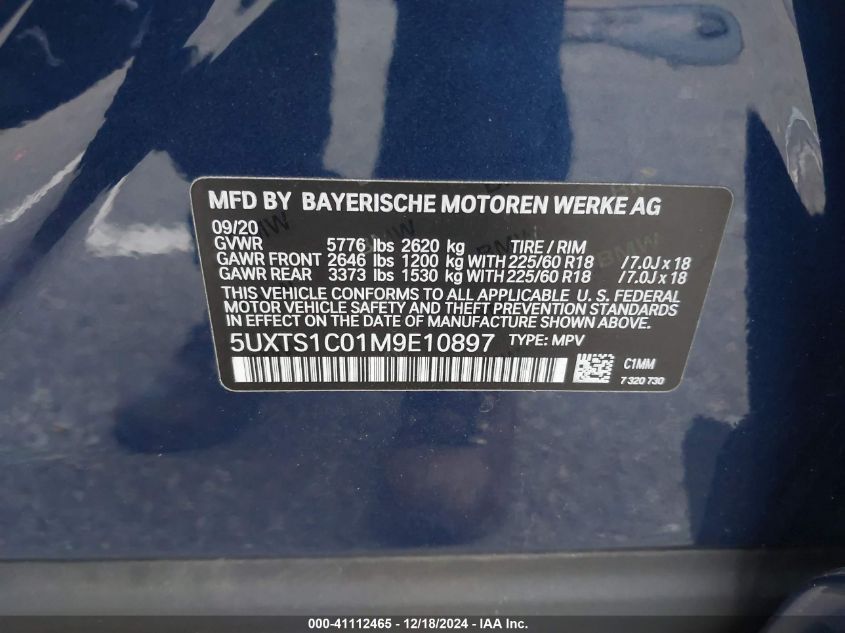 MFD BY BAYERISCHE MOTOREN WERKE AG
09/20
GVWR 5776 lbs 2620 kg TIRE / RIM
GAWR FRONT 2646 lbs 1200 kg WITH 225/60 R18 /7.0J x 18
GAWR REAR 3373 lbs 1530 kg WITH 225/60 R18 /7.0J x 18
THIS VEHICLE CONFORMS TO ALL APPLICABLE U. S. FEDERAL
MOTOR VEHICLE SAFETY AND THEFT PREVENTION STANDARDS
IN EFFECT ON THE DATE OF MANUFACTURE SHOWN ABOVE.
5UXTS1C01M9E10897 TYPE: MPV
C1MM
7 320 730
000-41112465 - 12/18/2024 - All Rights Reserved. Copyright IAA, Inc.